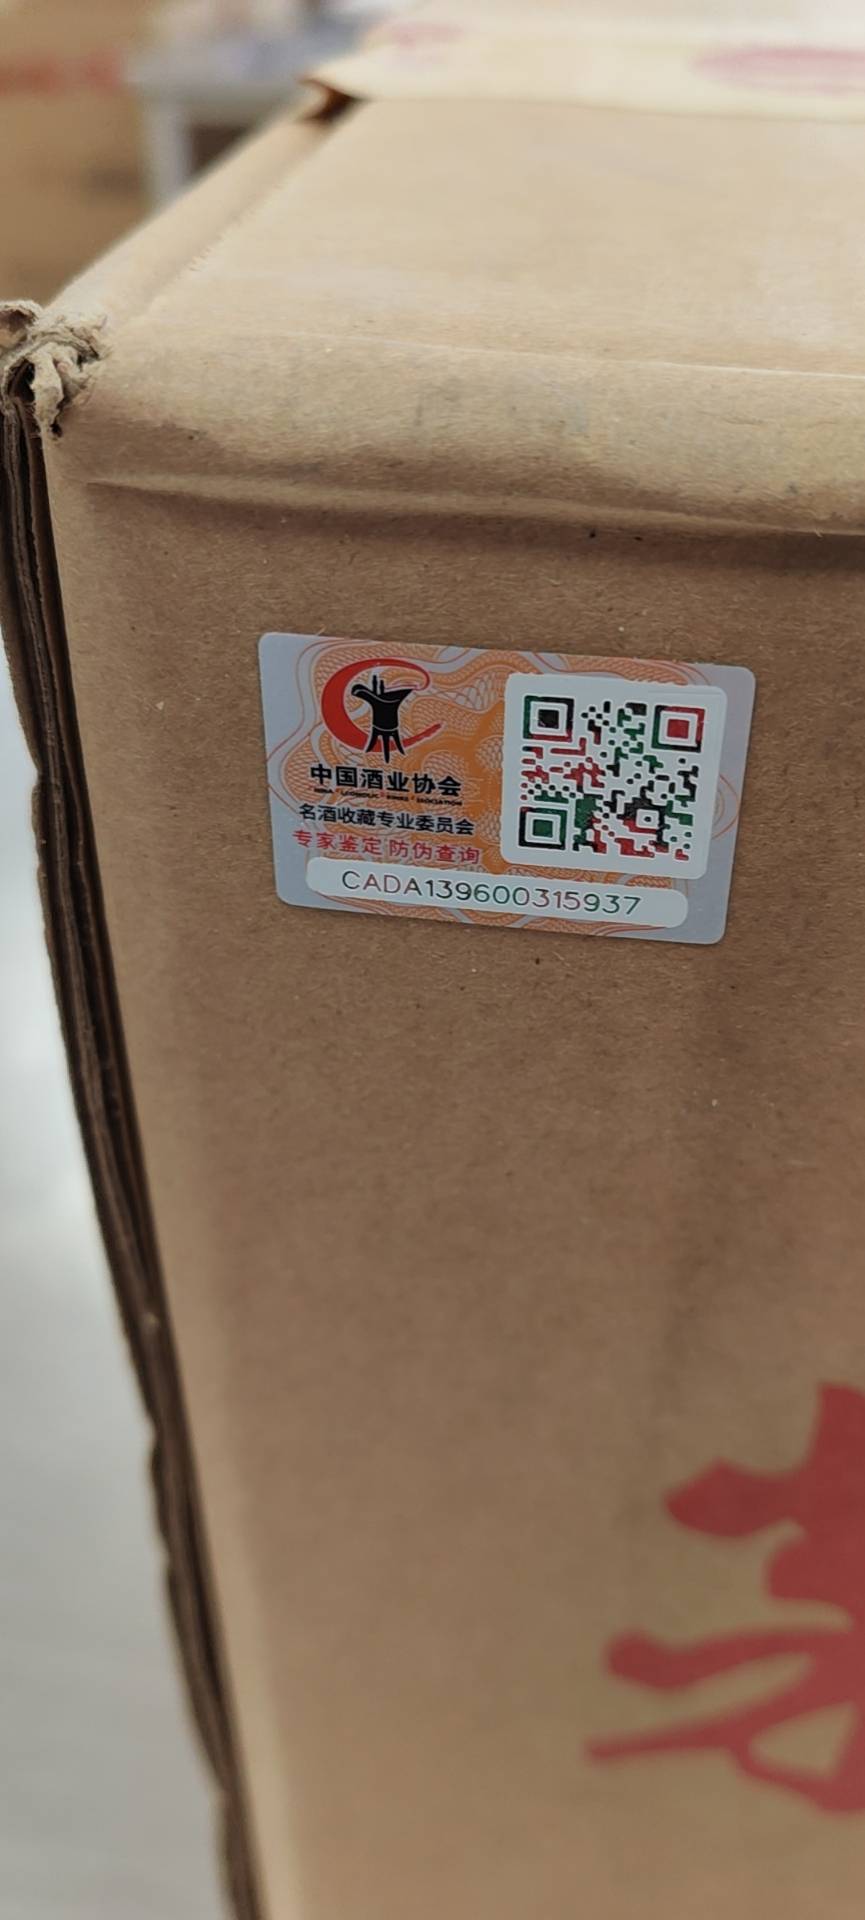 中国酒业协会
名酒收藏专业委员会
专家鉴定 防伪查询
CADA139600315937